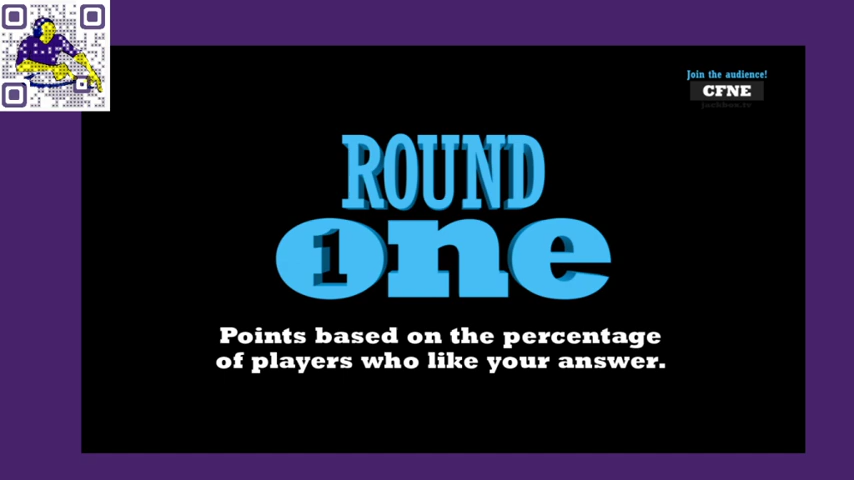 Join the audience!
CFNE
jackbox.tv
ROUND
one
1
Points based on the percentage
of players who like your answer.